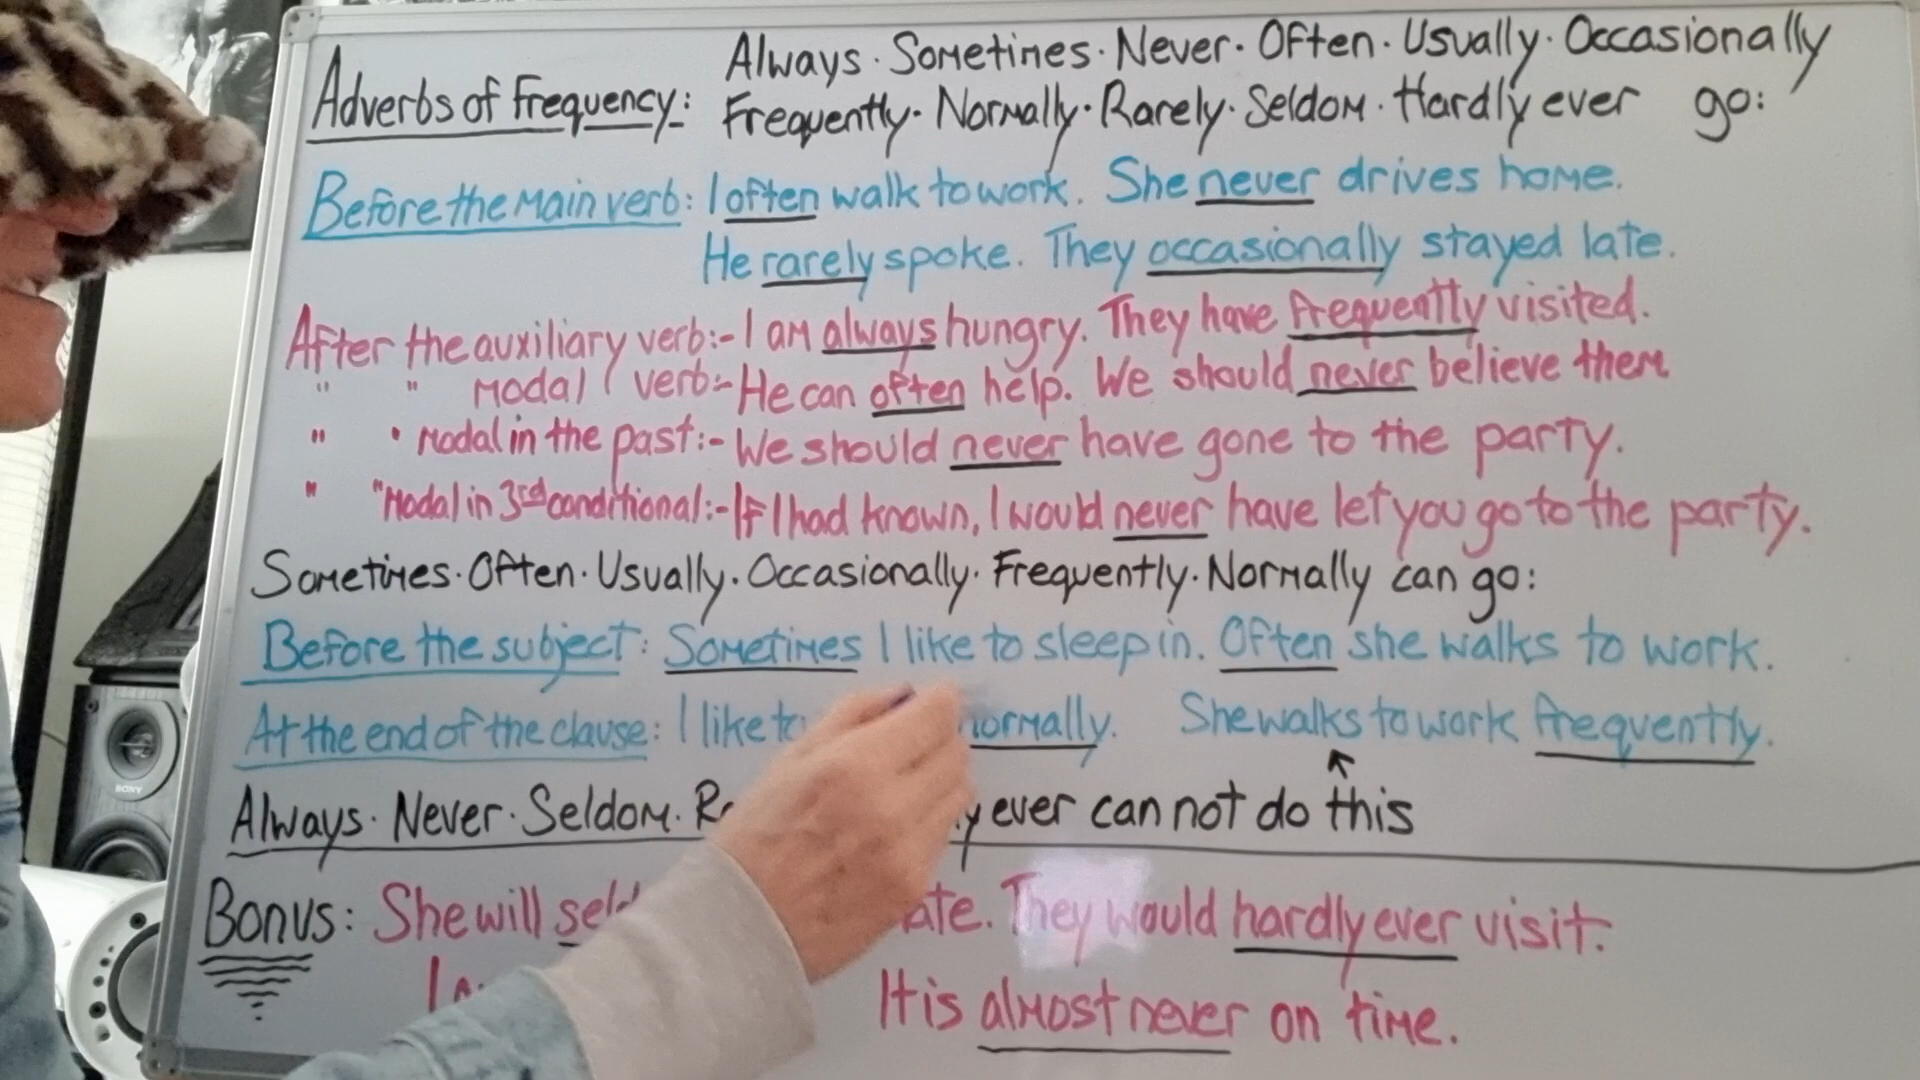 Always · Sometimes · Never · Often · Usually · Occasionally
Adverbs of frequency: Frequently · Normally · Rarely · Seldom · Hardly ever go:
Before the main verb: I often walk to work. She never drives home.
He rarely spoke. They occasionally stayed late.
After the auxiliary verb:- I am always hungry. They have frequently visited.
" " modal verb:- He can often help. We should never believe them.
" " modal in the past:- We should never have gone to the party.
" " modal in 3rd conditional:- If I had known, I would never have let you go to the party.
Sometimes · Often · Usually · Occasionally · Frequently · Normally can go:
Before the subject: Sometimes I like to sleep in. Often she walks to work.
At the end of the clause: I like to normally. She walks to work frequently.
Always · Never · Seldom · ever can not do this
Bonus: She will They would hardly ever visit.
I It is almost never on time.
SONY